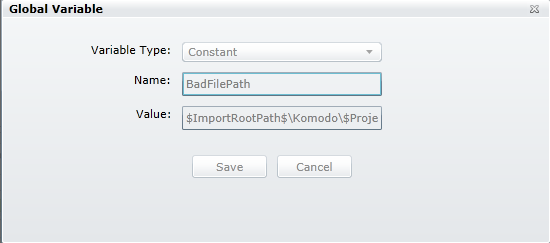 Global Variable
Variable Type: Constant
Name: BadFilePath
Value: $ImportRootPath$\Komodo\$Proje
Save Cancel